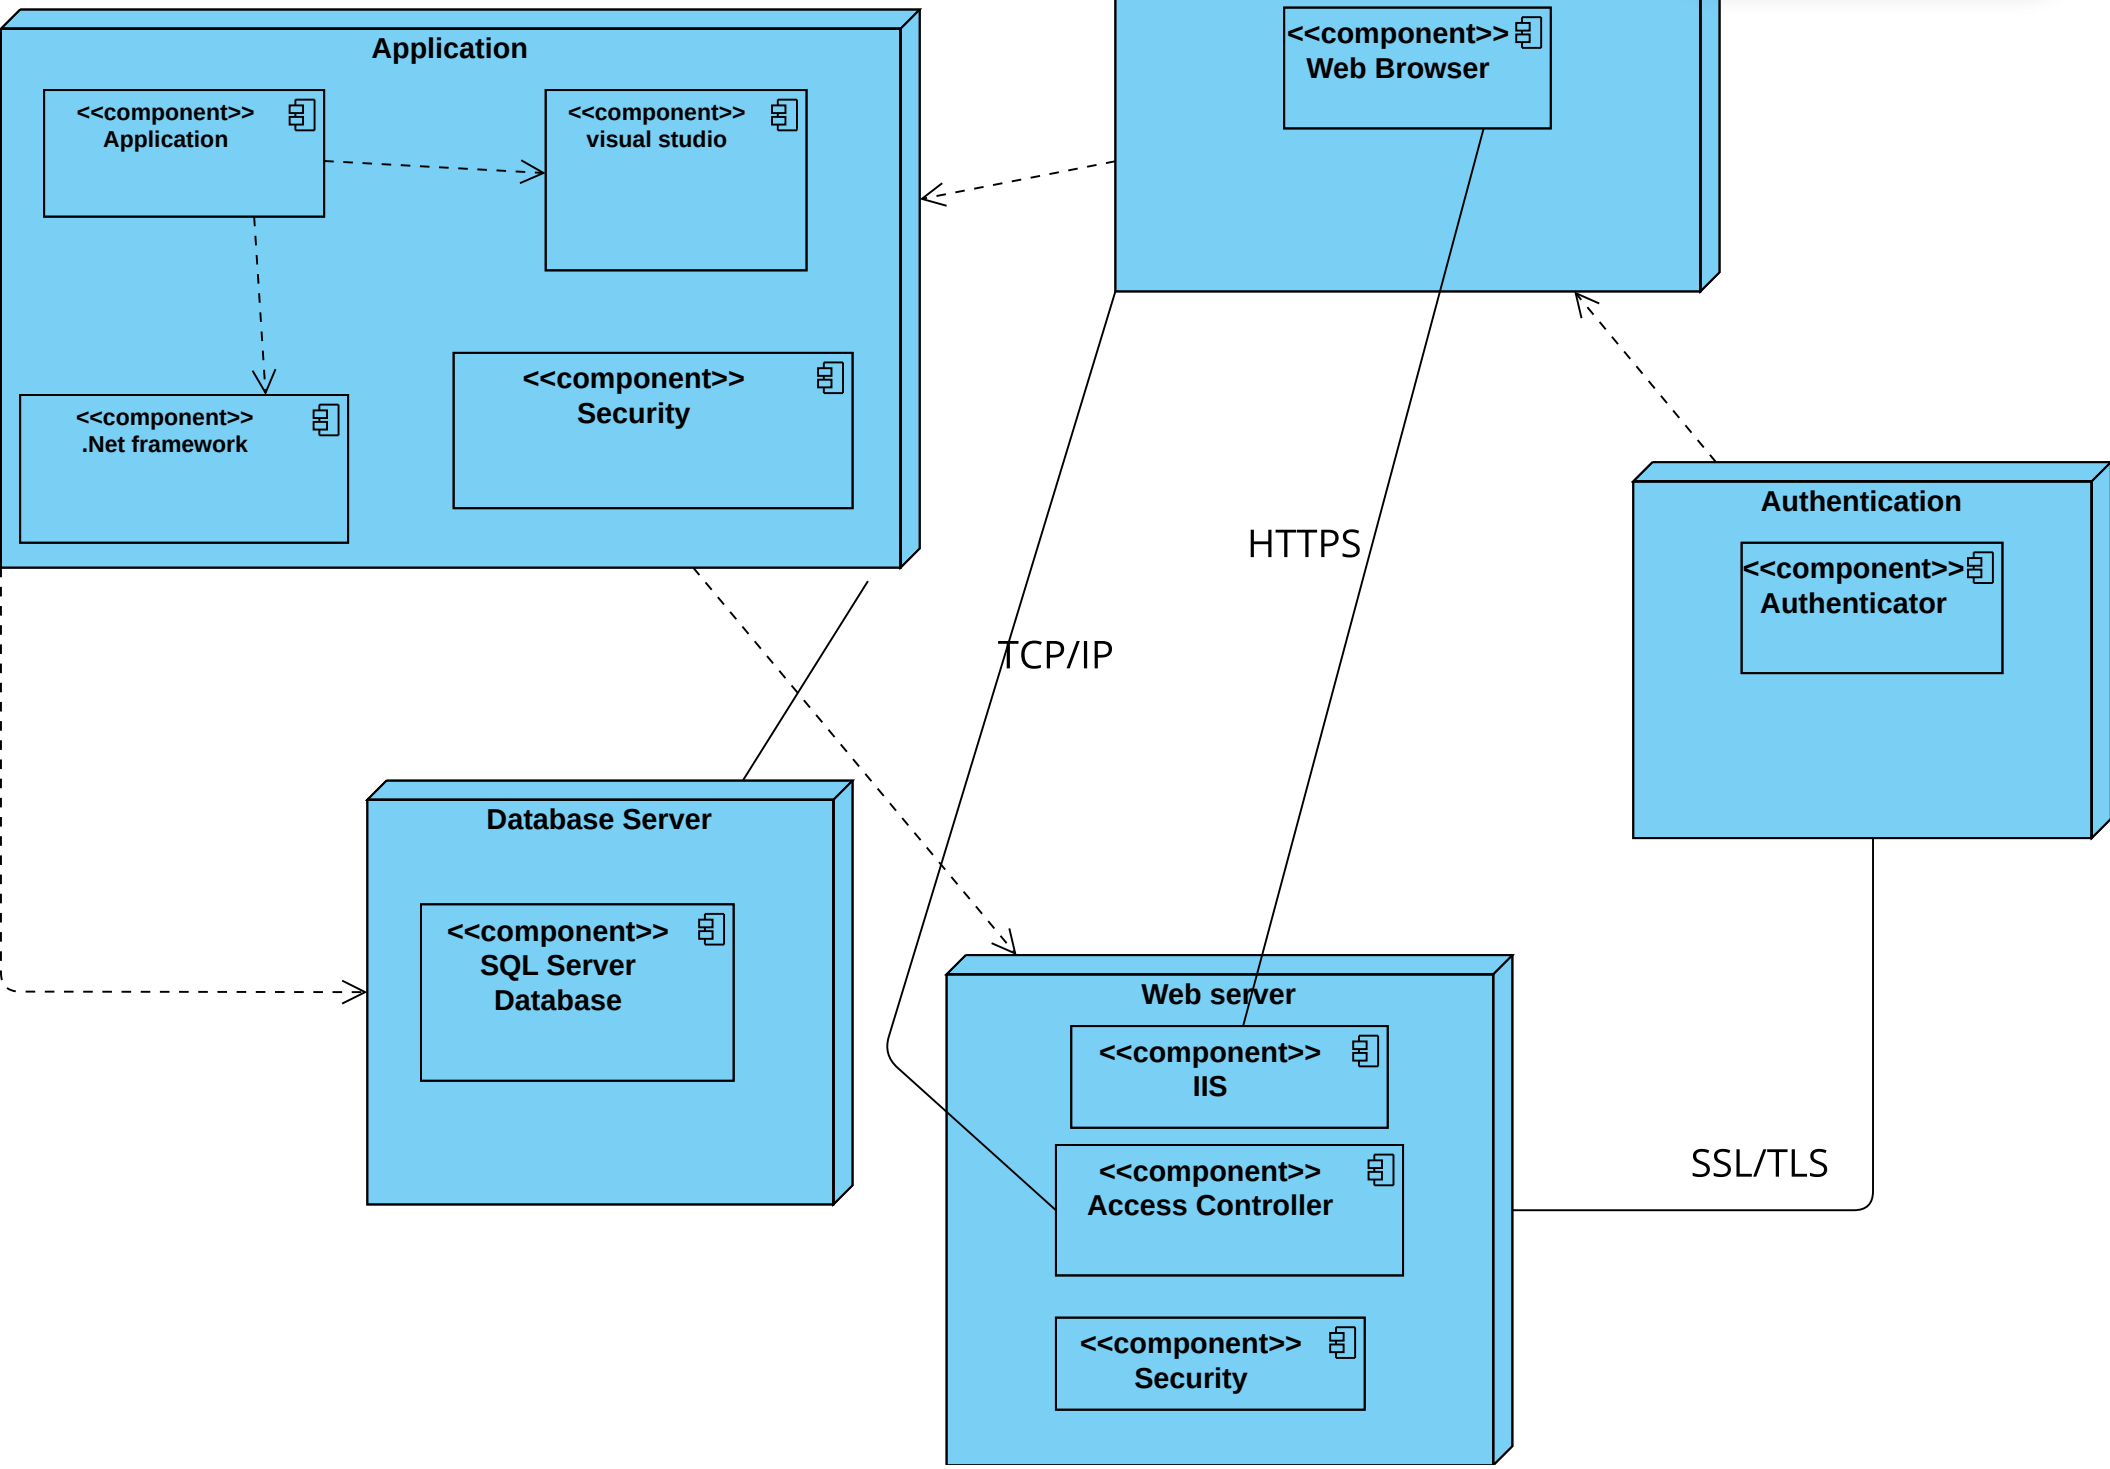 Application
<<component>>
Application
<<component>>
visual studio
<<component>>
.Net framework
<<component>>
Security
<<component>>
Web Browser
HTTPS
TCP/IP
Authentication
<<component>>
Authenticator
Database Server
<<component>>
SQL Server
Database
Web server
<<component>>
IIS
<<component>>
Access Controller
<<component>>
Security
SSL/TLS